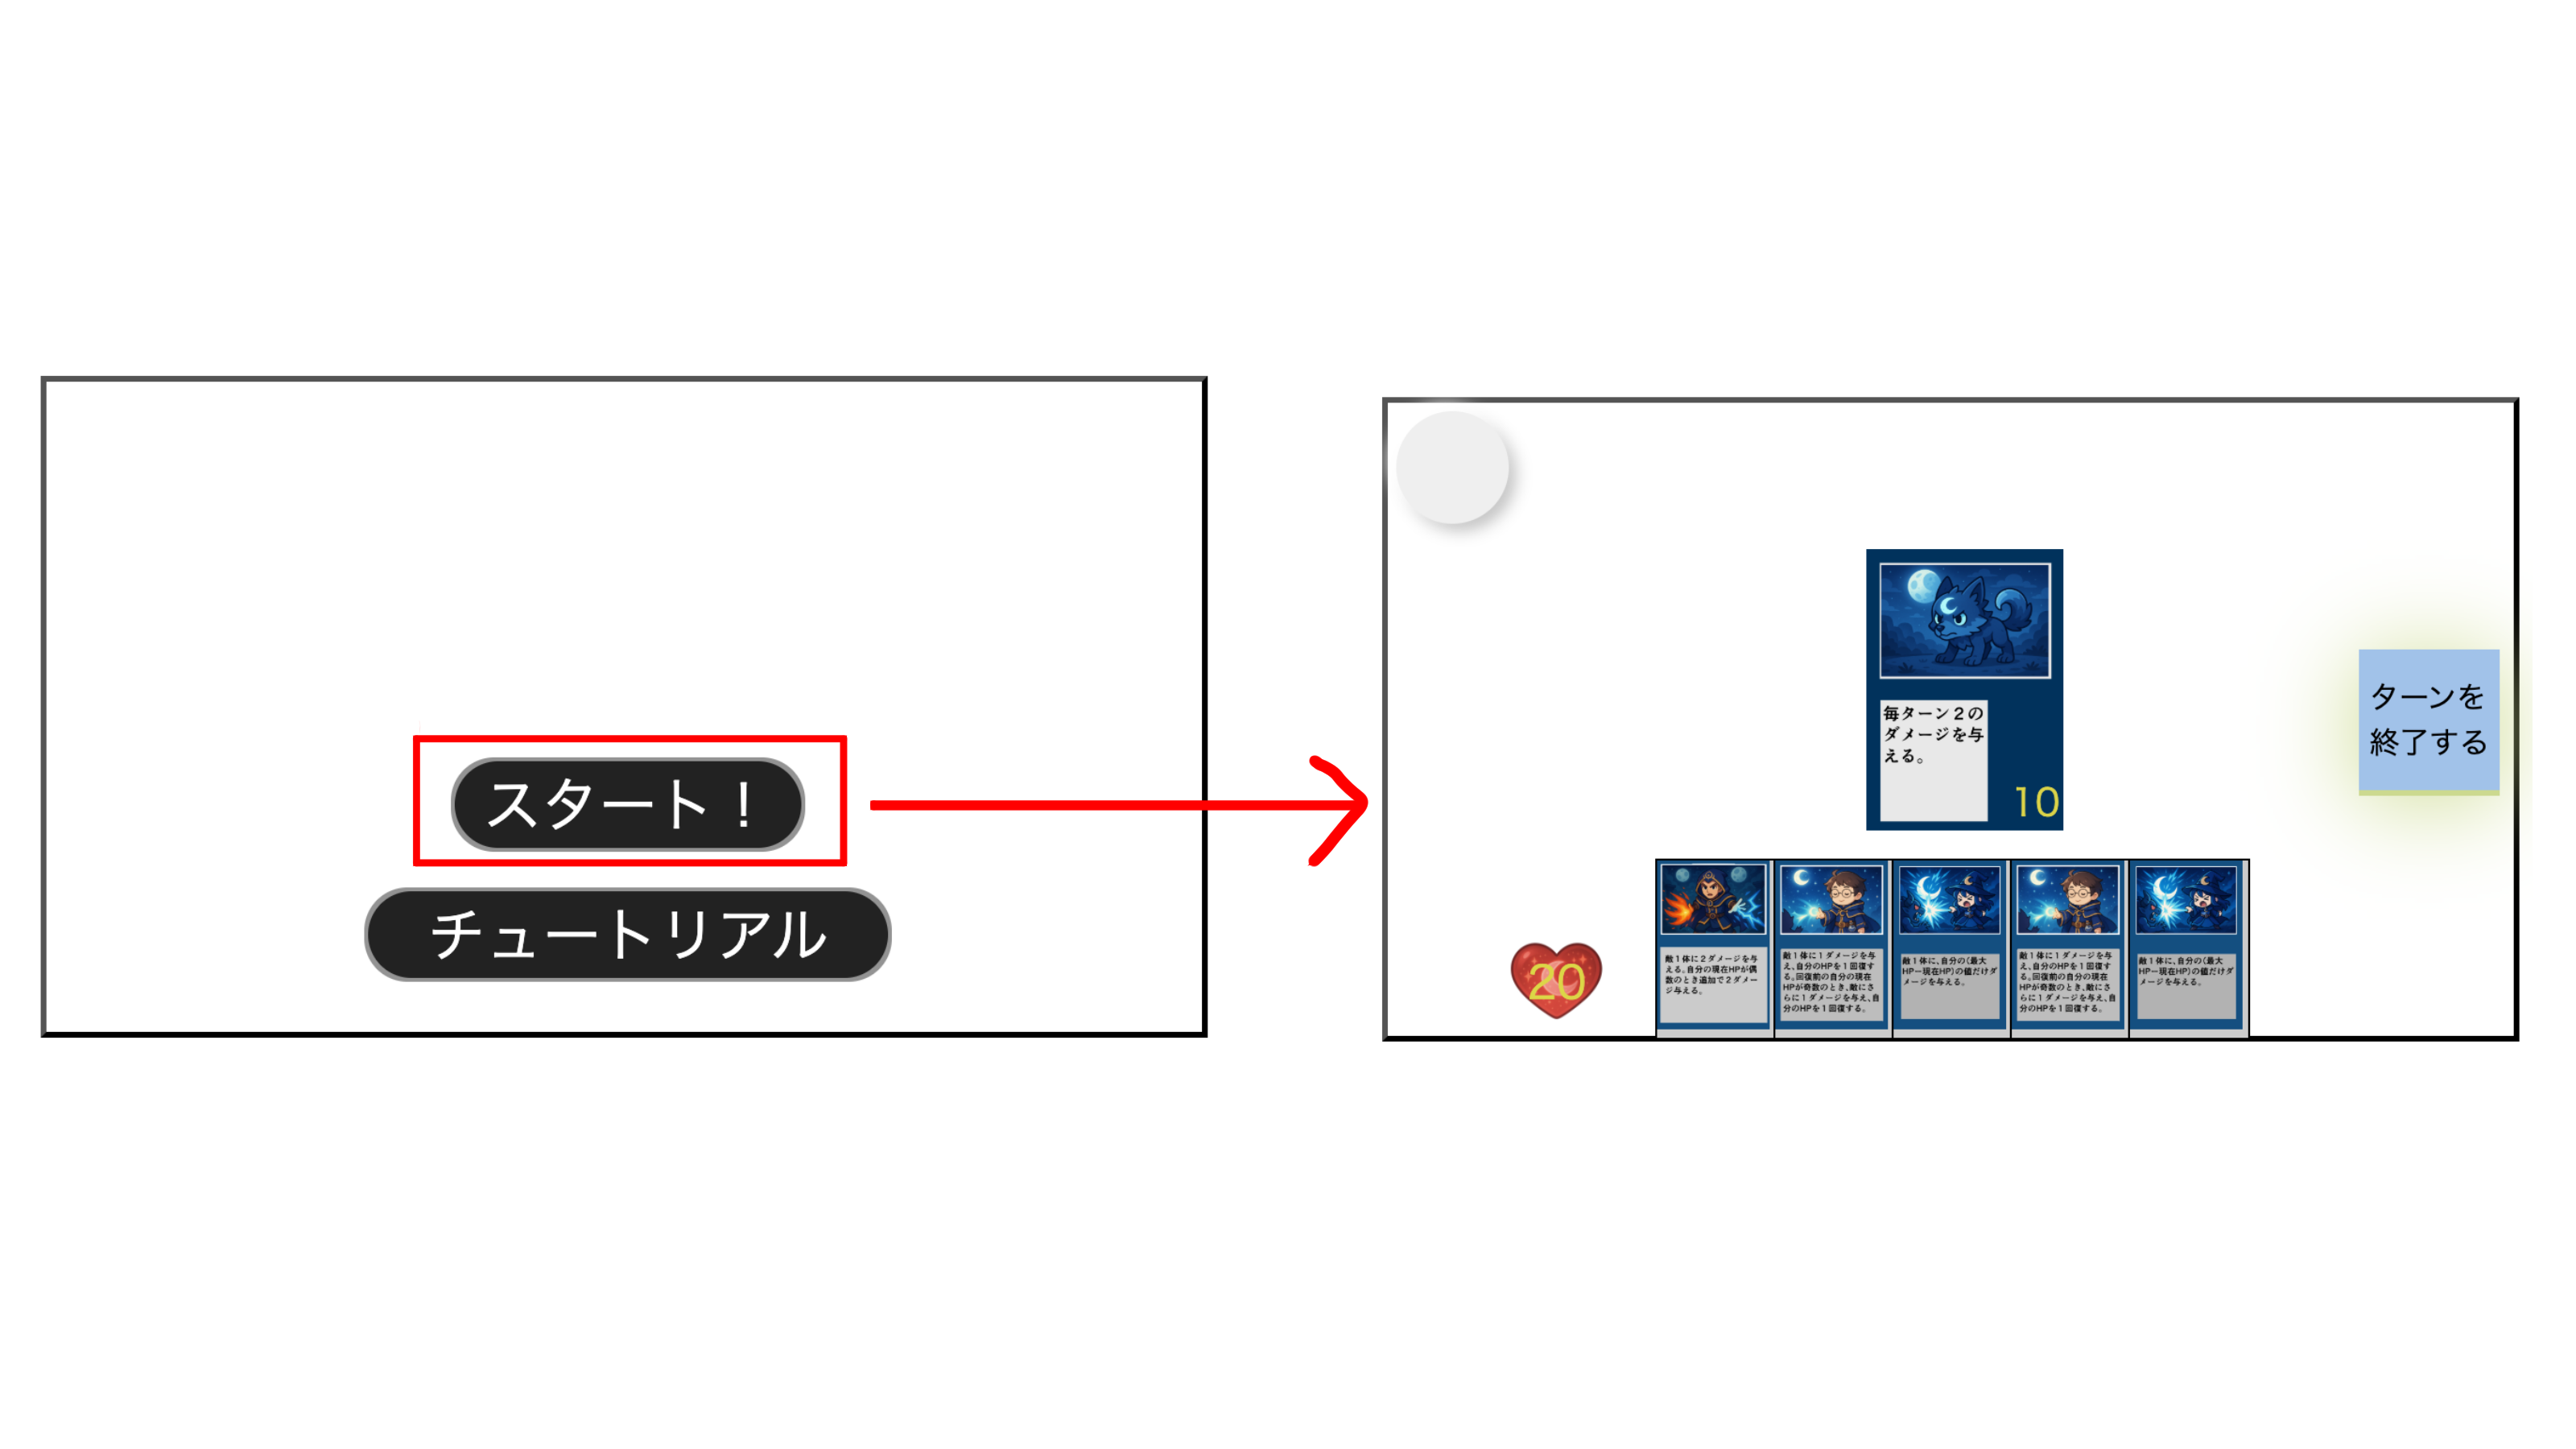 スタート！
チュートリアル
毎ターン２の
ダメージを与
える。
10
ターンを
終了する
20
敵１体に２ダメージを与
える。自分の現在HPが偶
数のとき追加で２ダメー
ジ与える。
敵１体に１ダメージを与
え、自分のHPを１回復す
る。回復前の自分の現在
HPが奇数のとき、敵にさ
らに１ダメージを与え、自
分のHPを１回復する。
敵１体に、自分の（最大
HPー現在HP）の値だけダ
メージを与える。
敵１体に１ダメージを与
え、自分のHPを１回復す
る。回復前の自分の現在
HPが奇数のとき、敵にさ
らに１ダメージを与え、自
分のHPを１回復する。
敵１体に、自分の（最大
HPー現在HP）の値だけダ
メージを与える。